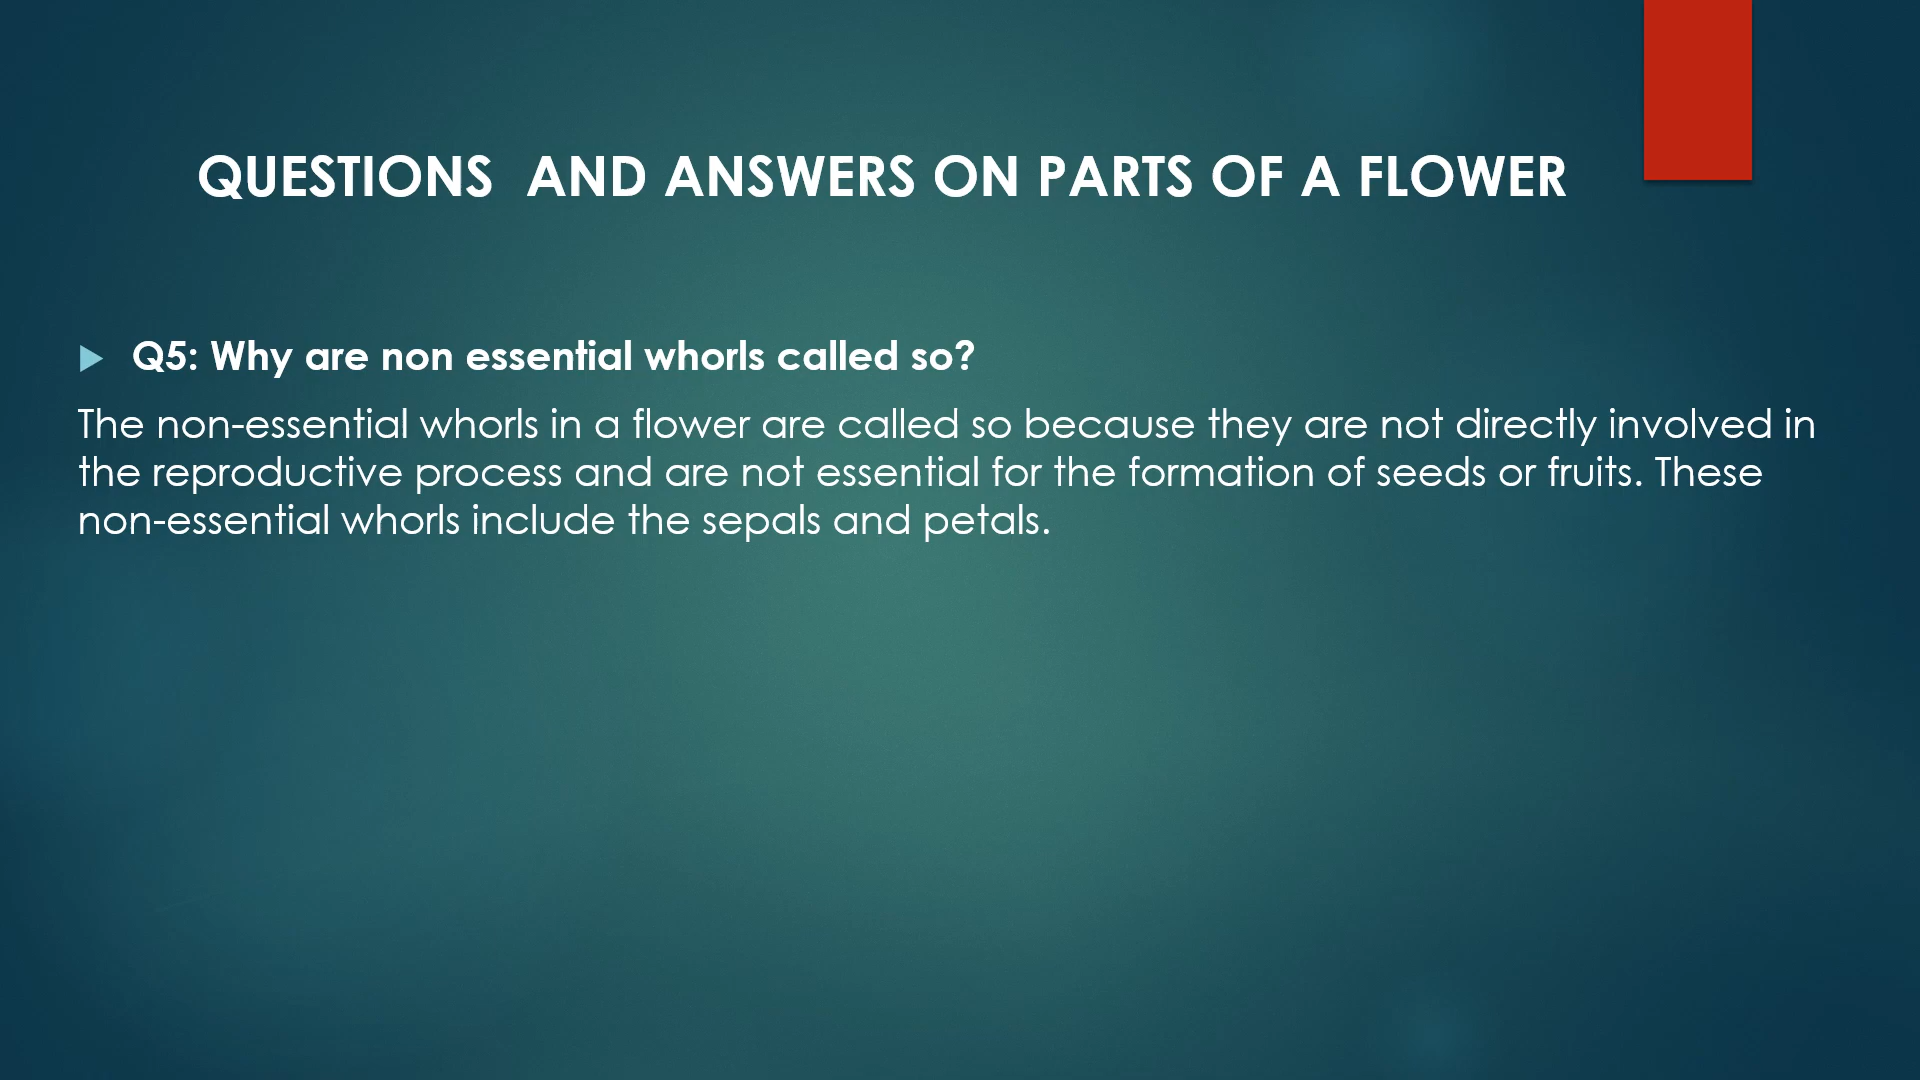 QUESTIONS  AND ANSWERS ON PARTS OF A FLOWER
Q5: Why are non essential whorls called so?
The non-essential whorls in a flower are called so because they are not directly involved in
the reproductive process and are not essential for the formation of seeds or fruits. These
non-essential whorls include the sepals and petals.